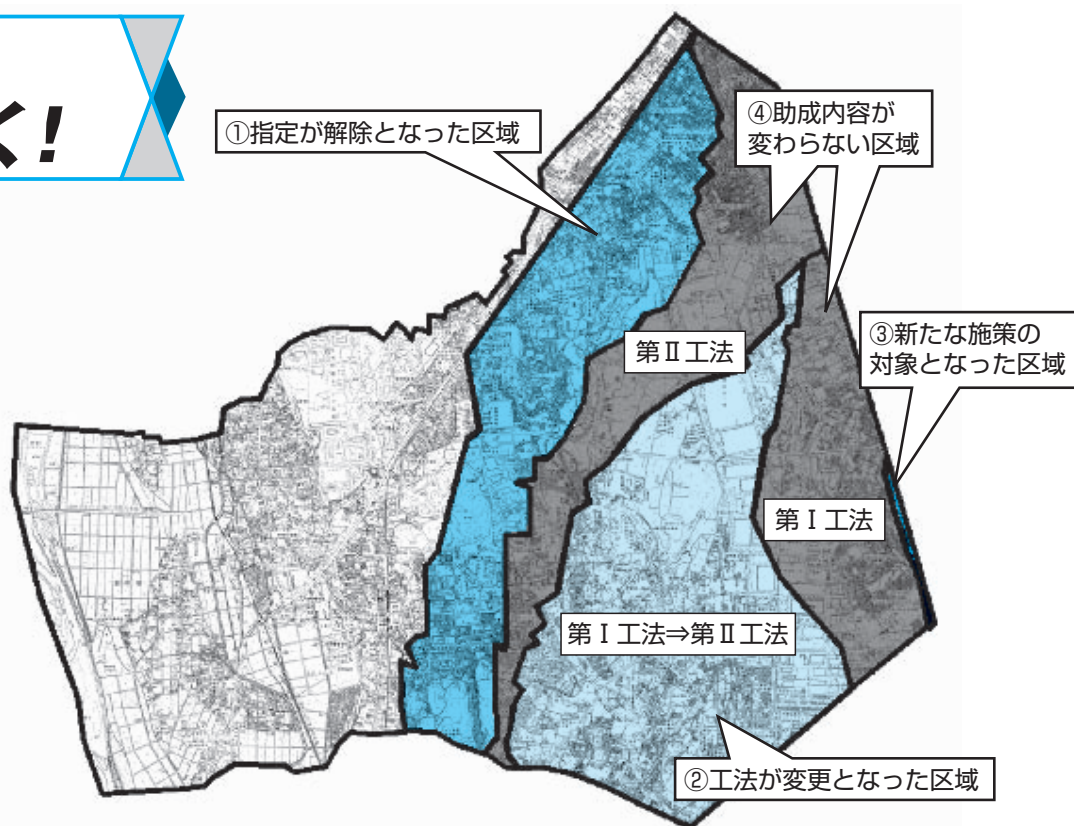 く!
①指定が解除となった区域
④助成内容が
変わらない区域
③新たな施策の
対象となった区域
第Ⅱ工法
第Ⅰ工法
第Ⅰ工法⇒第Ⅱ工法
②工法が変更となった区域